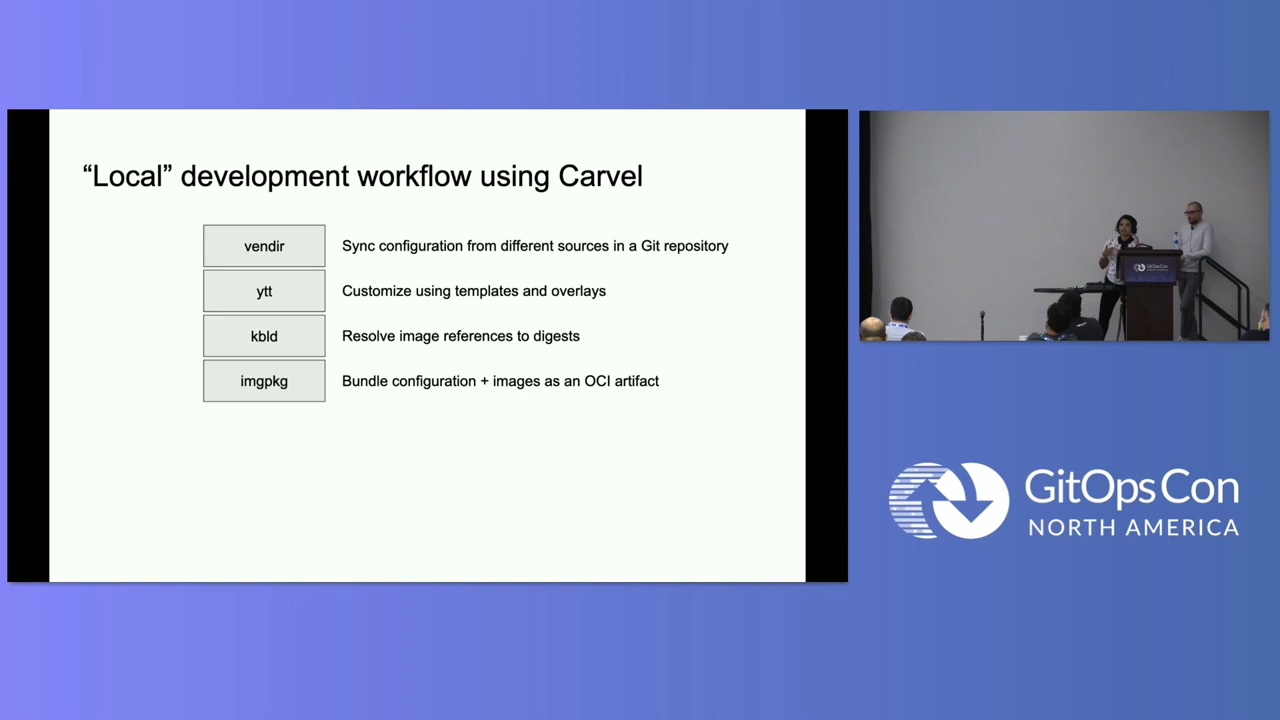 “Local” development workflow using Carvel
vendir Sync configuration from different sources in a Git repository
ytt Customize using templates and overlays
kbld Resolve image references to digests
imgpkg Bundle configuration + images as an OCI artifact
GitOpsCon
GitOpsCon
NORTH AMERICA